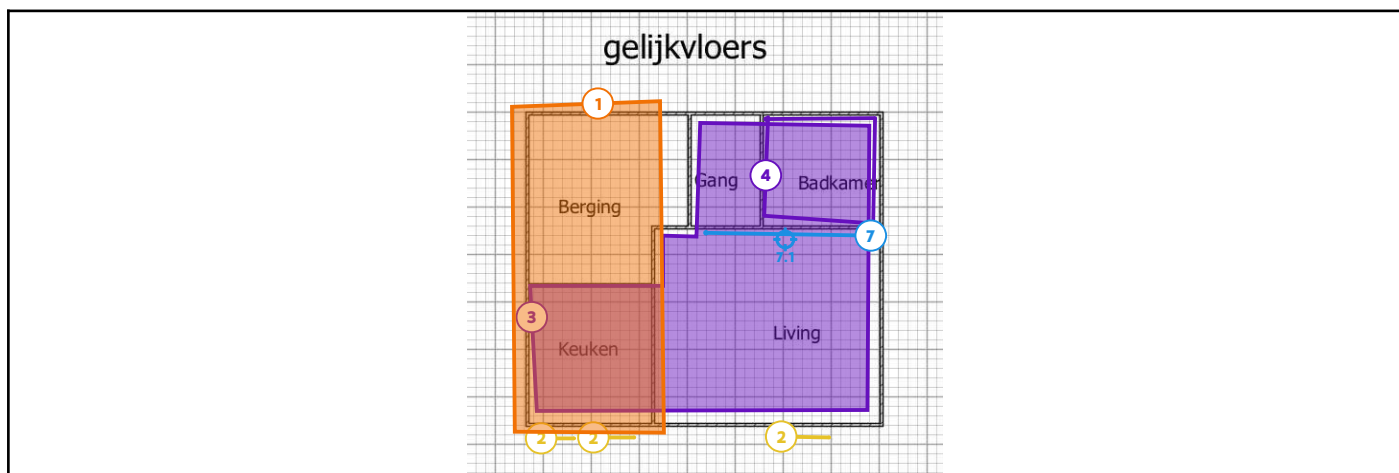 gelijkvloers
1
Berging
Gang
4
Badkamer
7
7.1
3
Keuken
Living
2
2
2